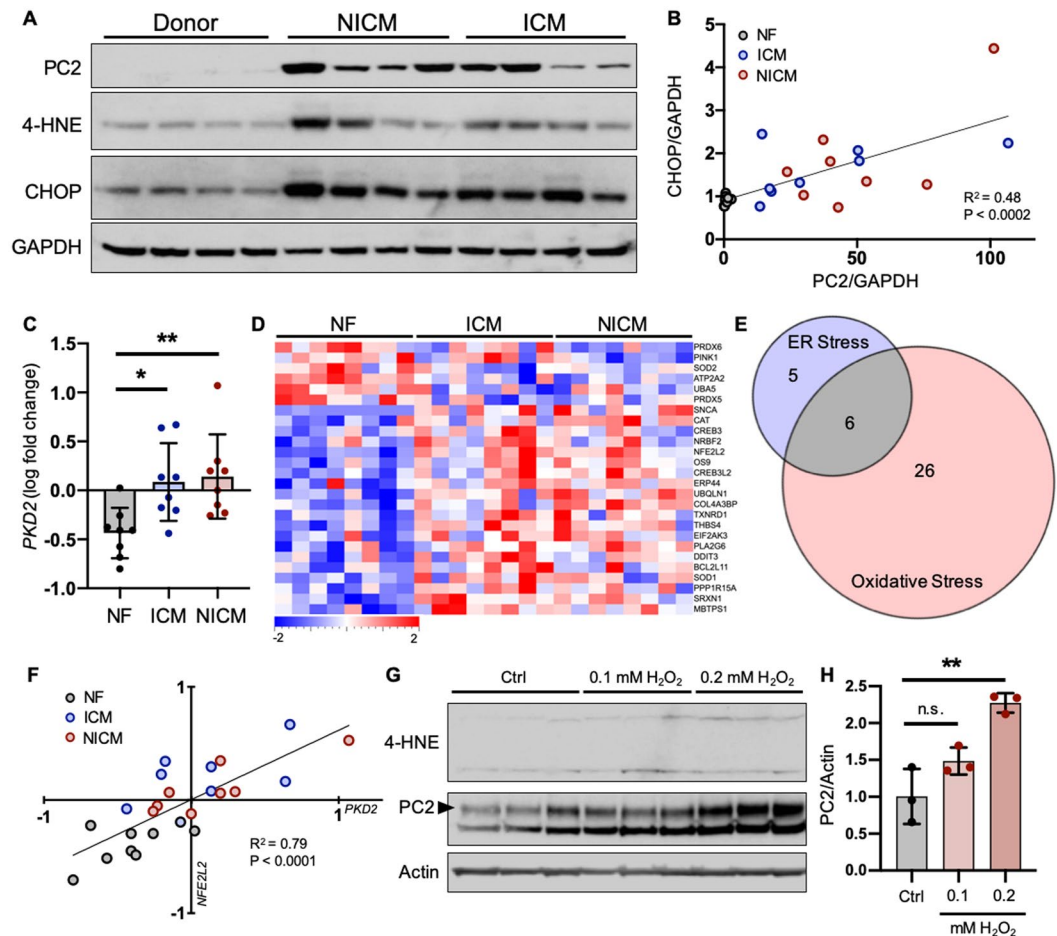 A
Donor
NICM
ICM
PC2
4-HNE
CHOP
GAPDH
B
NF
ICM
NICM
CHOP/GAPDH
5
4
3
2
1
0
R² = 0.48
P < 0.0002
0
50
100
PC2/GAPDH
C
PKD2 (log fold change)
1.5
1.0
0.5
0.0
-0.5
-1.0
**
*
NF
ICM
NICM
D
NF
ICM
NICM
PRDX6
PINK1
SOD2
ATP2A2
UBA5
PRDX5
SNCA
CAT
CREB3
NRBF2
NFE2L2
OS9
CREB3L2
ERP44
UBQLN1
COL4A3BP
TXNRD1
THBS4
EIF2AK3
PLA2G6
DDIT3
BCL2L11
SOD1
PPP1R15A
SRXN1
MBTPS1
-2
2
E
ER Stress
5
6
26
Oxidative Stress
F
NF
ICM
NICM
1
-1
1
PKD2
R² = 0.79
P < 0.0001
NFE2L2
-1
G
Ctrl
0.1 mM H₂O₂
0.2 mM H₂O₂
4-HNE
PC2
Actin
H
PC2/Actin
2.5
2.0
1.5
1.0
0.5
0.0
**
n.s.
Ctrl
0.1
0.2
mM H₂O₂